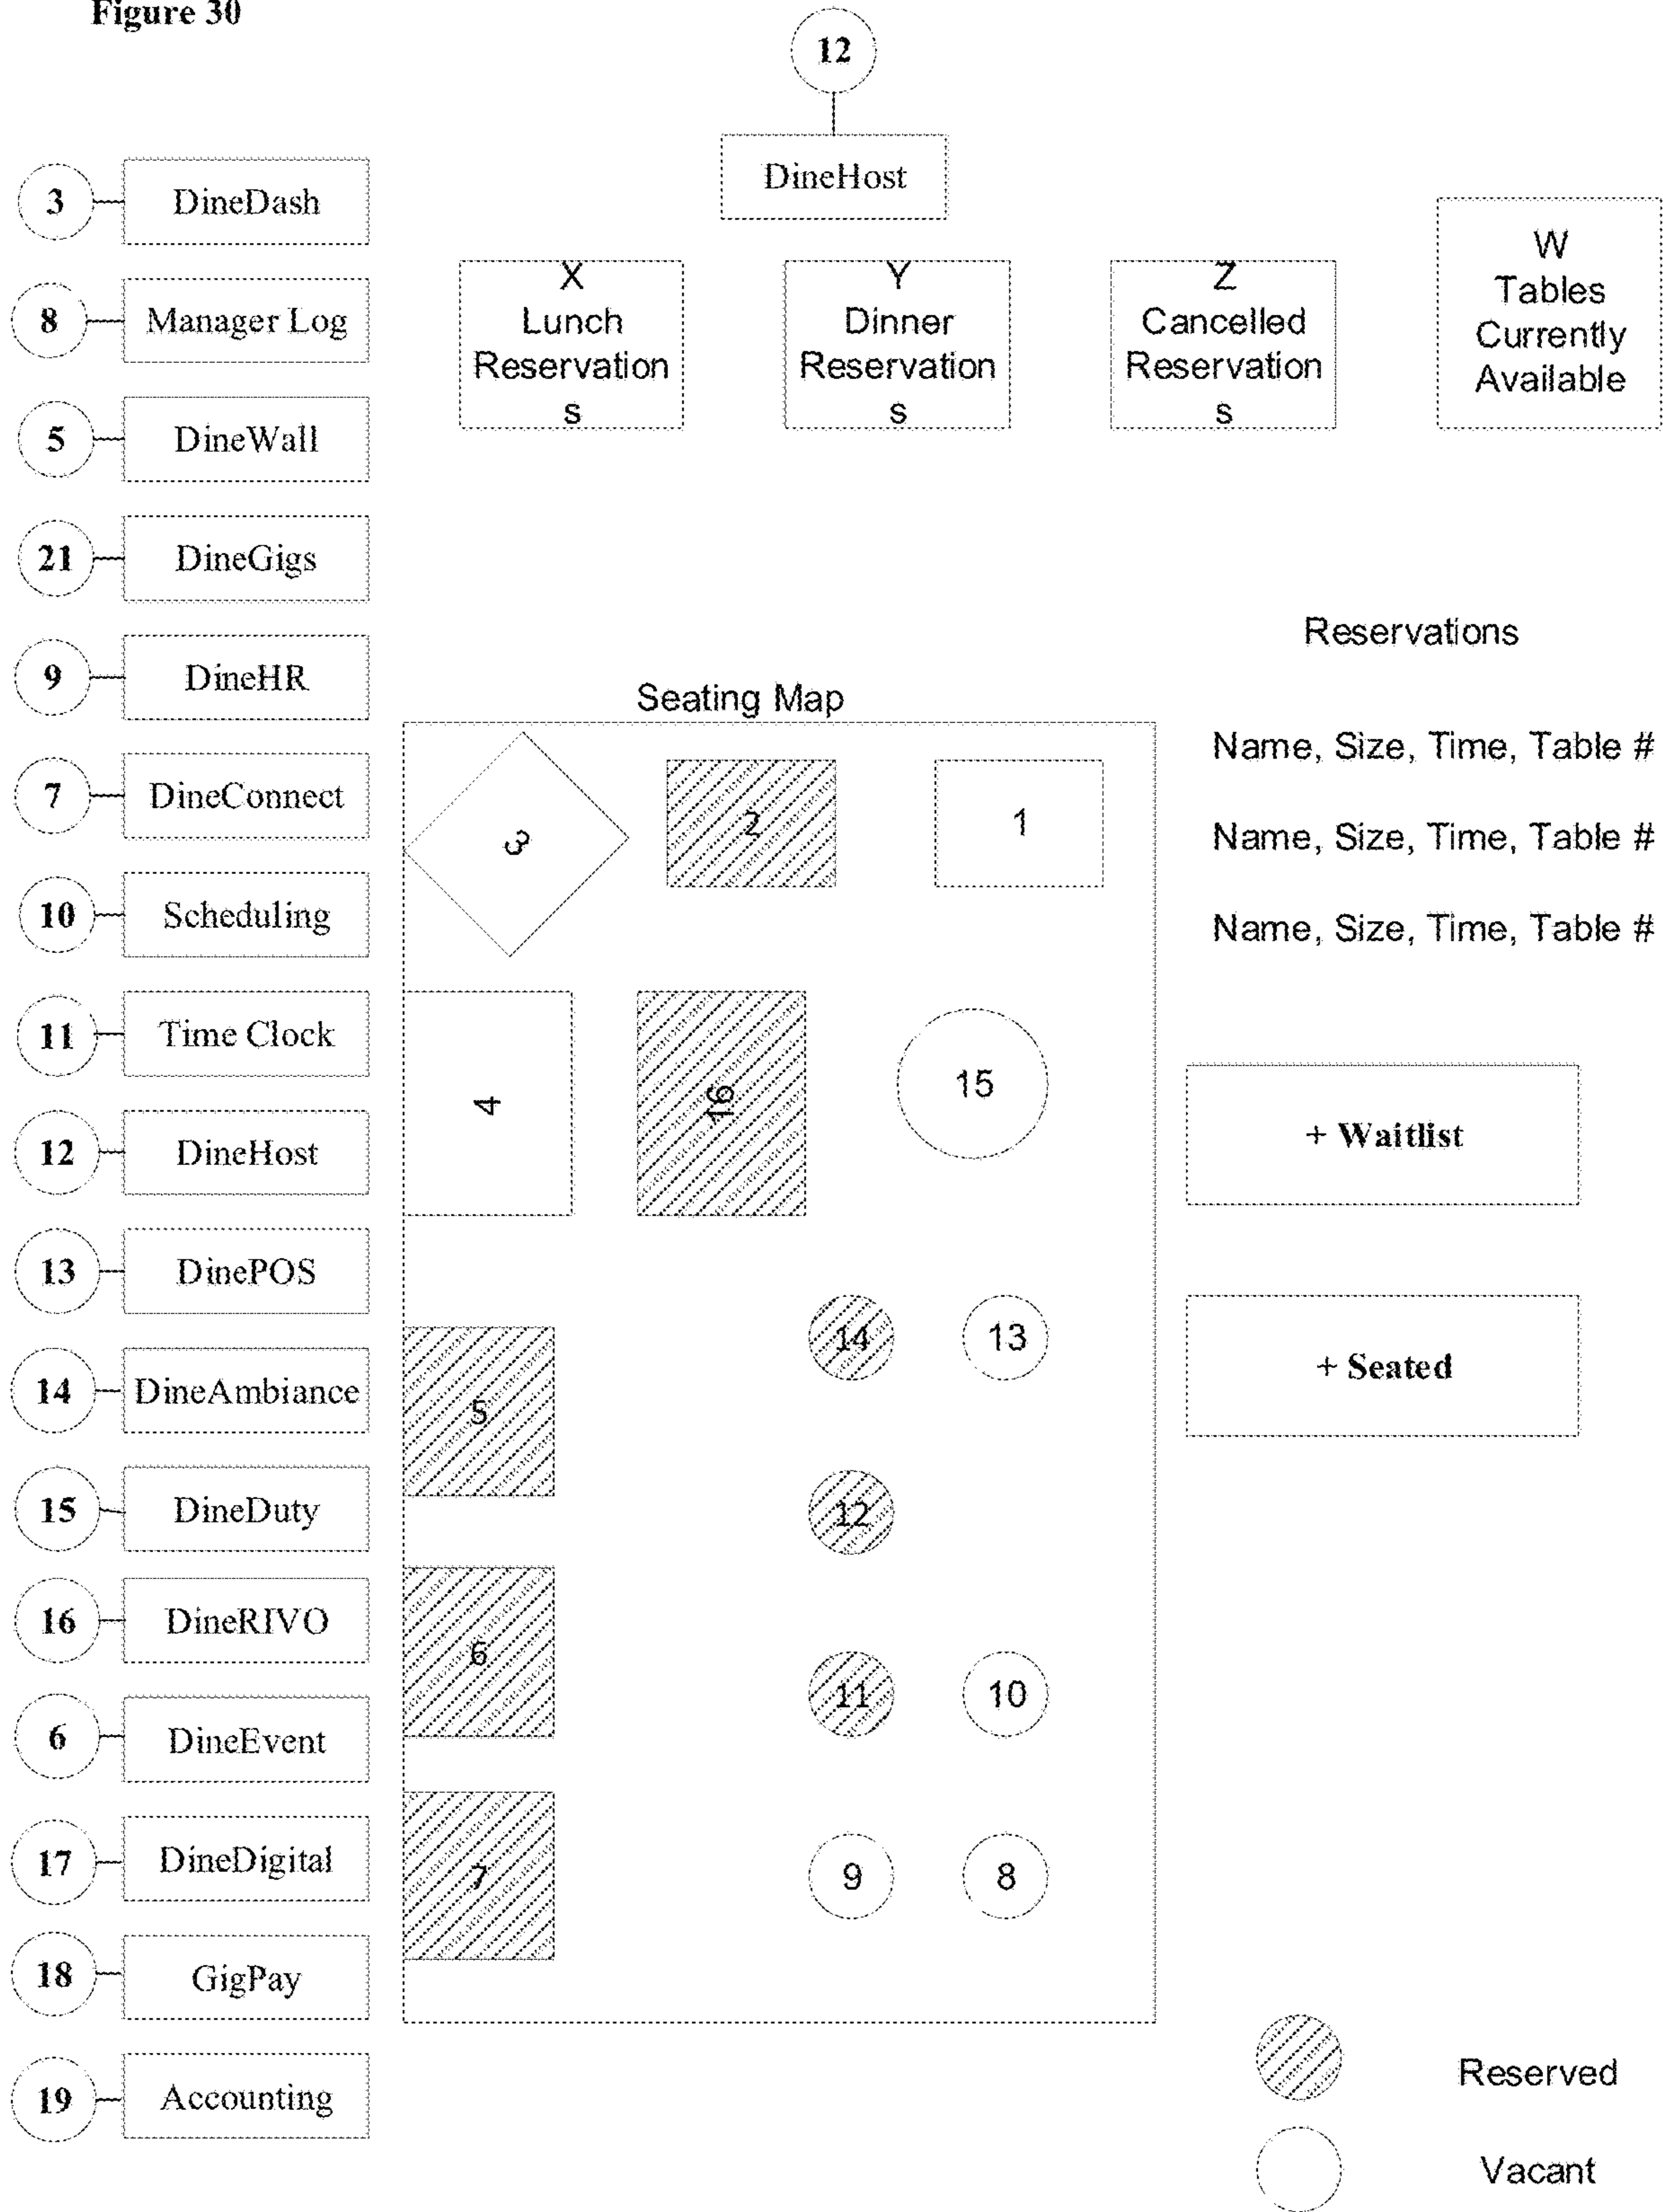 Figure 30
12
DineHost
3
DineDash
8
Manager Log
5
DineWall
21
DineGigs
9
DineHR
7
DineConnect
10
Scheduling
11
Time Clock
12
DineHost
13
DinePOS
14
DineAmbiance
15
DineDuty
16
DineRIVO
6
DineEvent
17
DineDigital
18
GigPay
19
Accounting
X
Lunch
Reservation
s
Y
Dinner
Reservation
s
Z
Cancelled
Reservation
s
W
Tables
Currently
Available
Seating Map
3
2
1
4
16
15
14
13
5
12
6
11
10
7
9
8
Reservations
Name, Size, Time, Table #
Name, Size, Time, Table #
Name, Size, Time, Table #
+ Waitlist
+ Seated
Reserved
Vacant